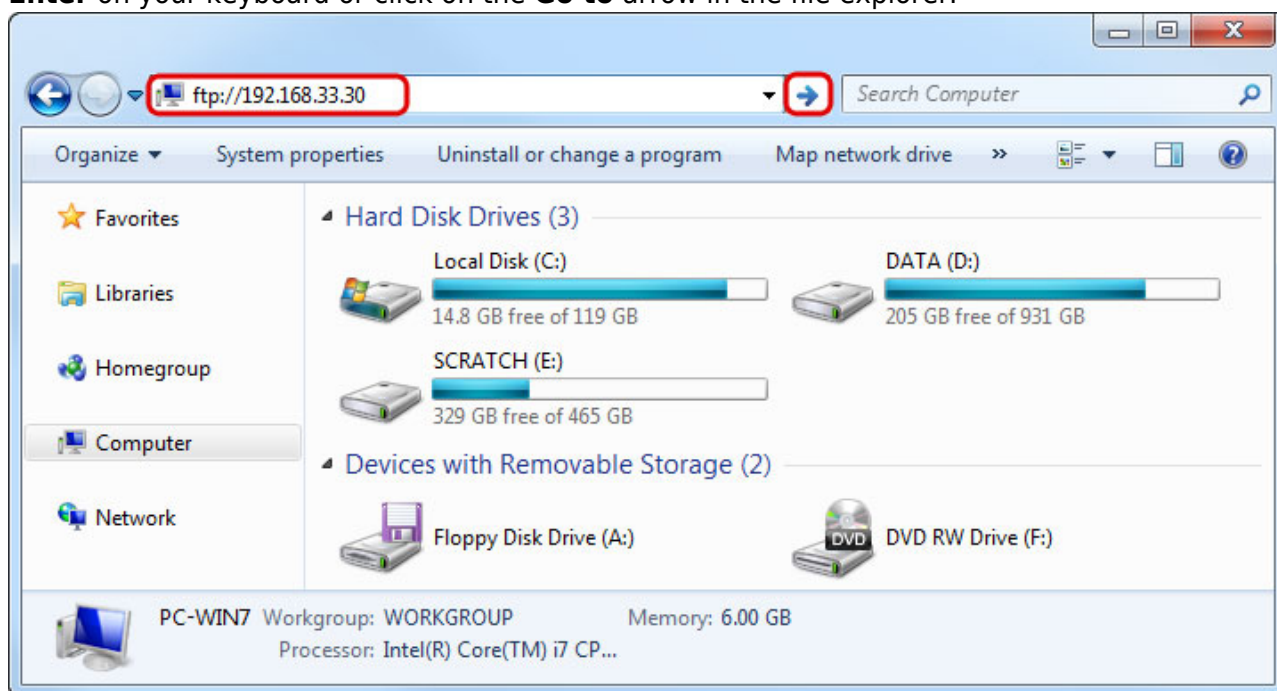 Enter on your keyboard or click on the Go to arrow in the file explorer.
ftp://192.168.33.30
Search Computer
Organize System properties Uninstall or change a program Map network drive »
Favorites
Libraries
Homegroup
Computer
Network
Hard Disk Drives (3)
Local Disk (C:)
14.8 GB free of 119 GB
DATA (D:)
205 GB free of 931 GB
SCRATCH (E:)
329 GB free of 465 GB
Devices with Removable Storage (2)
Floppy Disk Drive (A:)
DVD
DVD RW Drive (F:)
PC-WIN7 Workgroup: WORKGROUP Memory: 6.00 GB
Processor: Intel(R) Core(TM) i7 CP...